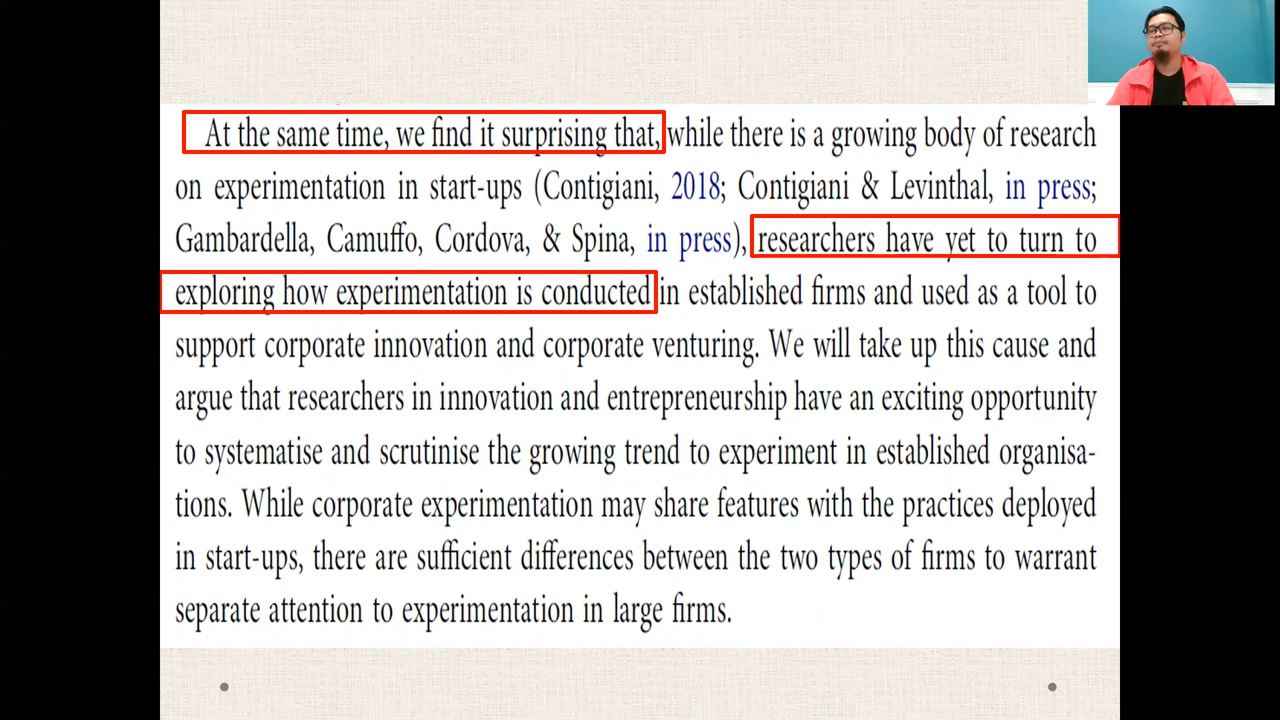 At the same time, we find it surprising that, while there is a growing body of research
on experimentation in start-ups (Contigiani, 2018; Contigiani & Levinthal, in press;
Gambardella, Camuffo, Cordova, & Spina, in press), researchers have yet to turn to
exploring how experimentation is conducted in established firms and used as a tool to
support corporate innovation and corporate venturing. We will take up this cause and
argue that researchers in innovation and entrepreneurship have an exciting opportunity
to systematise and scrutinise the growing trend to experiment in established organisa-
tions. While corporate experimentation may share features with the practices deployed
in start-ups, there are sufficient differences between the two types of firms to warrant
separate attention to experimentation in large firms.